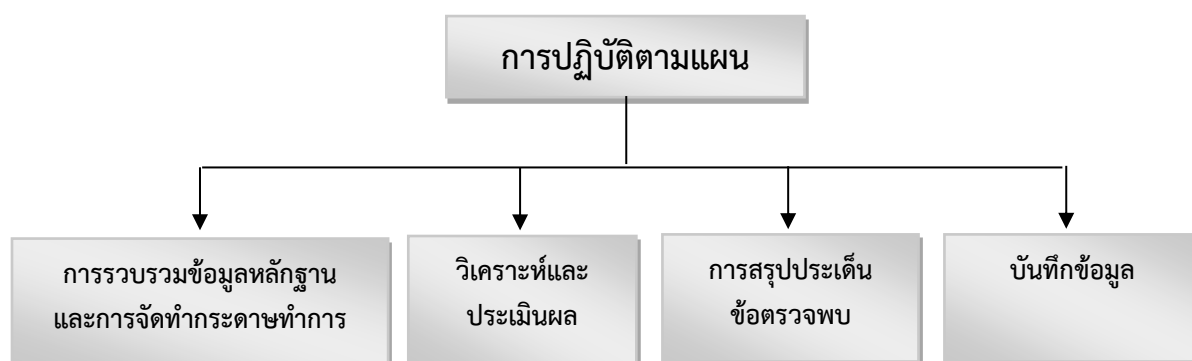 การปฏิบัติตามแผน
การรวบรวมข้อมูลหลักฐาน
และการจัดทำกระดาษทำการ
วิเคราะห์และ
ประเมินผล
การสรุปประเด็น
ข้อตรวจพบ
บันทึกข้อมูล